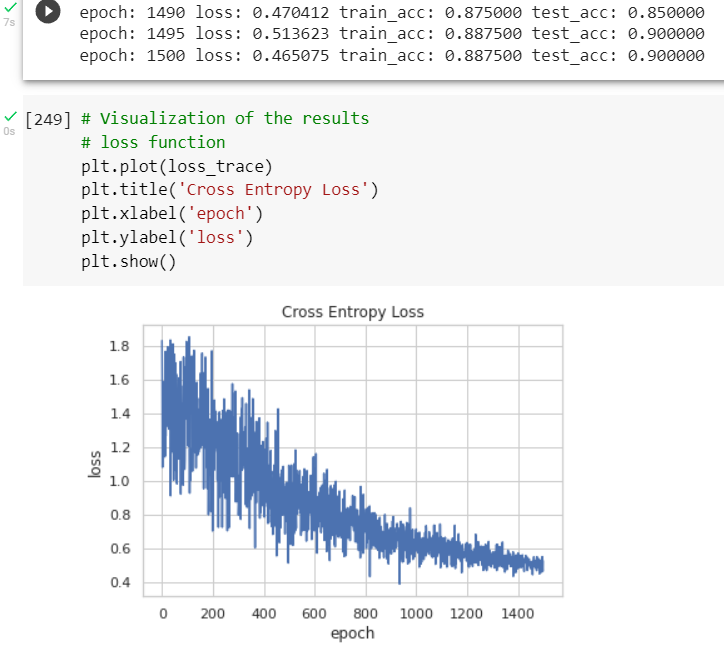 epoch: 1490 loss: 0.470412 train_acc: 0.875000 test_acc: 0.850000
7s
epoch: 1495 loss: 0.513623 train_acc: 0.887500 test_acc: 0.900000
epoch: 1500 loss: 0.465075 train_acc: 0.887500 test_acc: 0.900000
[249] # Visualization of the results
0s
# loss function
plt.plot(loss_trace)
plt.title('Cross Entropy Loss')
plt.xlabel('epoch')
plt.ylabel('loss')
plt.show()
Cross Entropy Loss
1.8
1.6
1.4
1.2
1.0
0.8
0.6
0.4
loss
0 200 400 600 800 1000 1200 1400
epoch